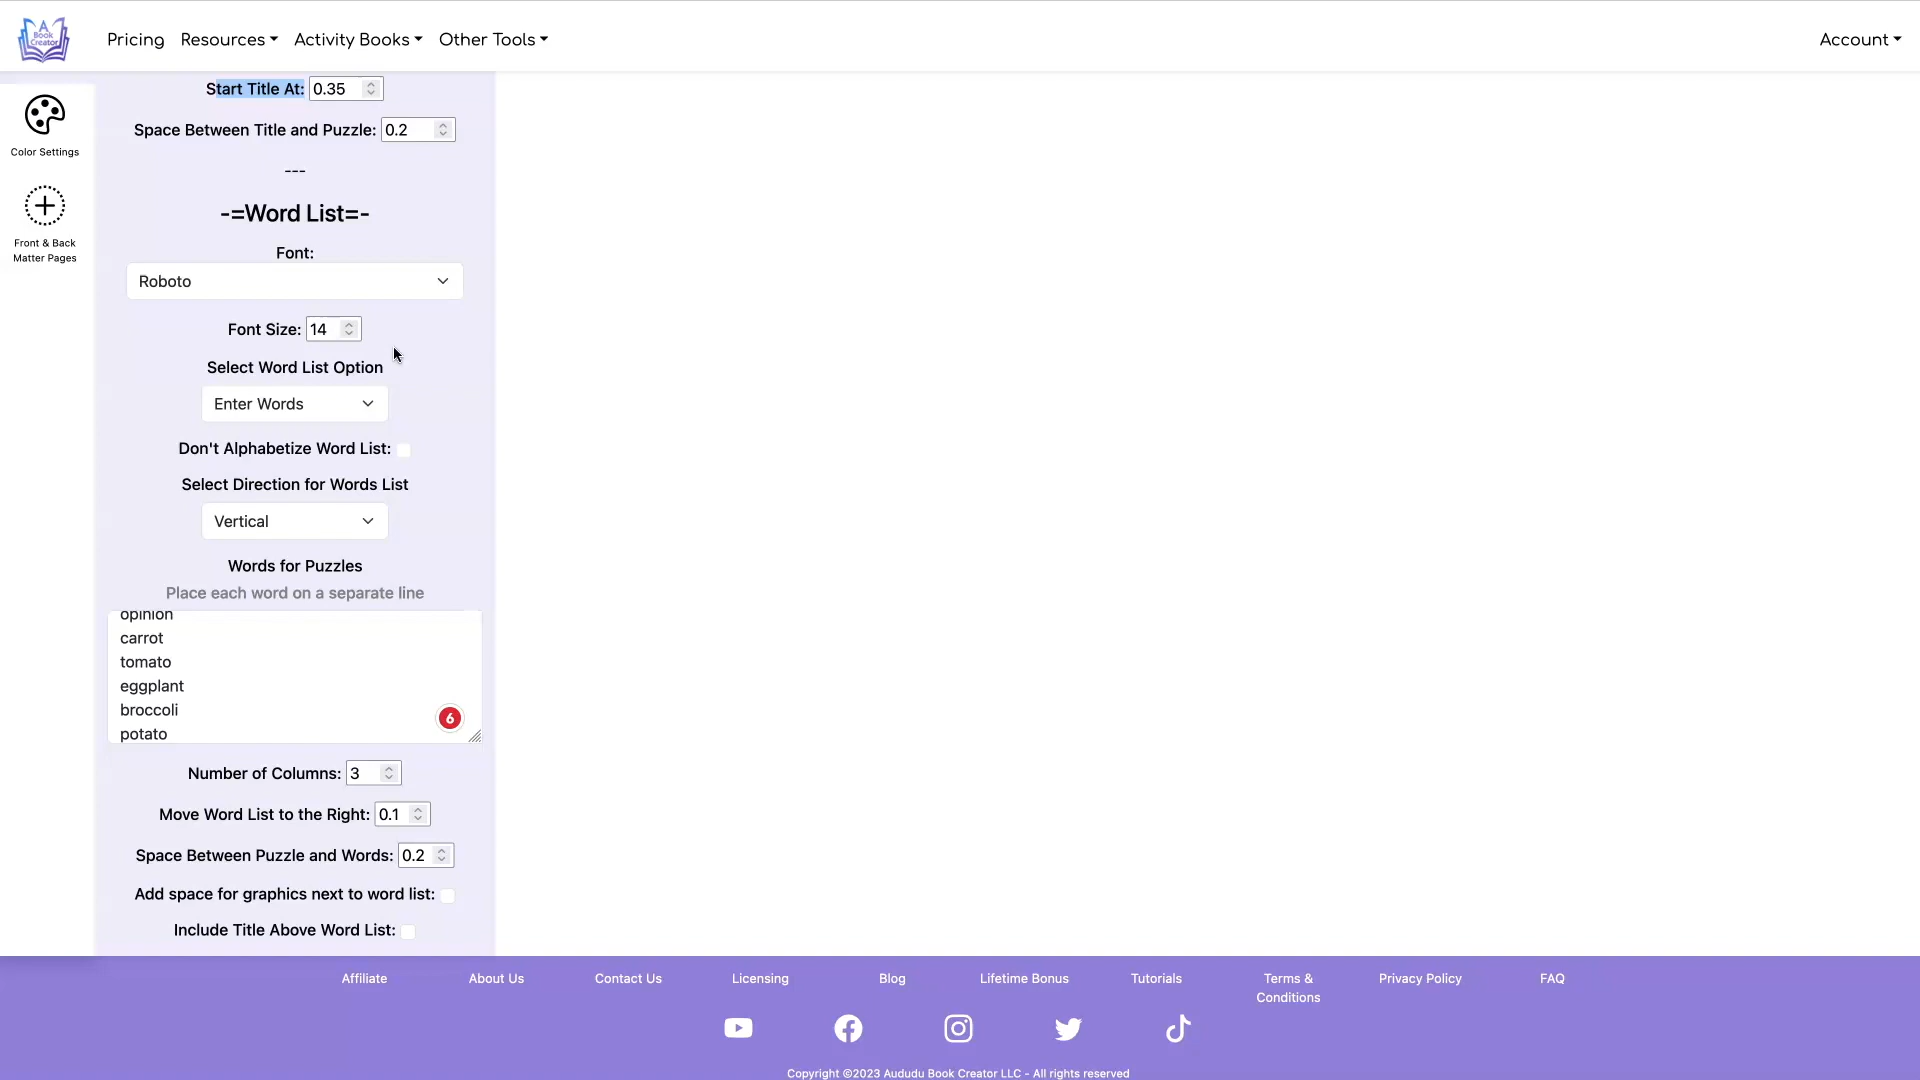 A
Book
Creator
Pricing
Resources
Activity Books
Other Tools
Account
Color Settings
Front & Back
Matter Pages
Start Title At: 0.35
Space Between Title and Puzzle: 0.2
---
-=Word List=-
Font:
Roboto
Font Size: 14
Select Word List Option
Enter Words
Don't Alphabetize Word List:
Select Direction for Words List
Vertical
Words for Puzzles
Place each word on a separate line
opinion
carrot
tomato
eggplant
broccoli
6
potato
Number of Columns: 3
Move Word List to the Right: 0.1
Space Between Puzzle and Words: 0.2
Add space for graphics next to word list:
Include Title Above Word List:
Affiliate
About Us
Contact Us
Licensing
Blog
Lifetime Bonus
Tutorials
Terms &
Conditions
Privacy Policy
FAQ
Copyright ©2023 Aududu Book Creator LLC - All rights reserved